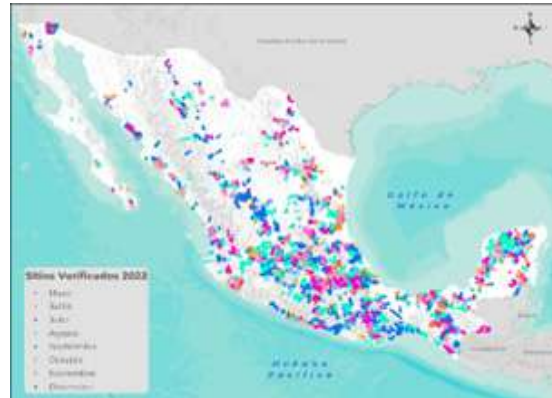 Golfo de
México
Sitios Verificados 2022
Mayo
Junio
Julio
Agosto
Septiembre
Octubre
Noviembre
Diciembre
Océano
Pacífico